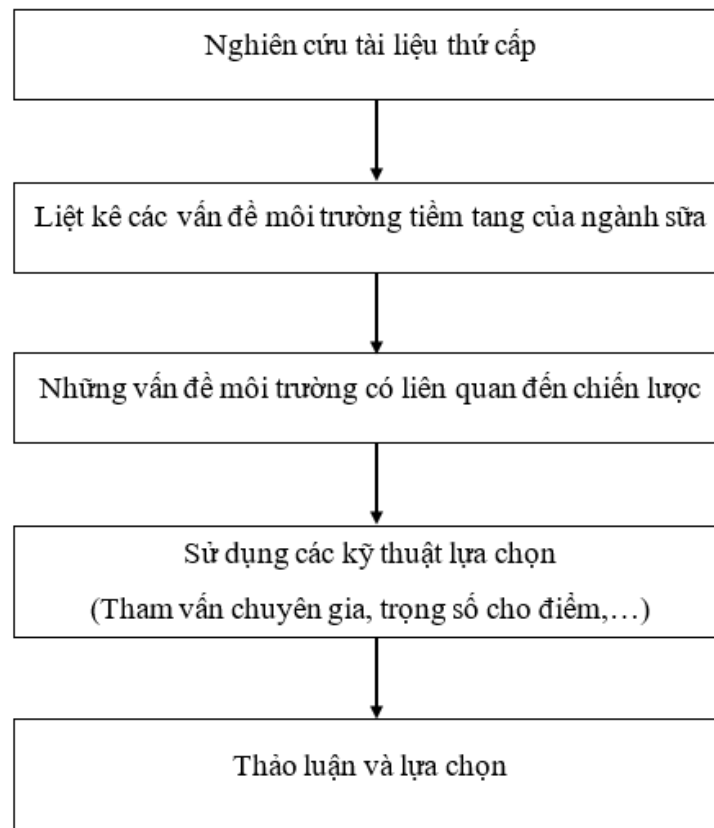 Nghiên cứu tài liệu thứ cấp
Liệt kê các vấn đề môi trường tiềm tang của ngành sữa
Những vấn đề môi trường có liên quan đến chiến lược
Sử dụng các kỹ thuật lựa chọn
(Tham vấn chuyên gia, trọng số cho điểm,…)
Thảo luận và lựa chọn